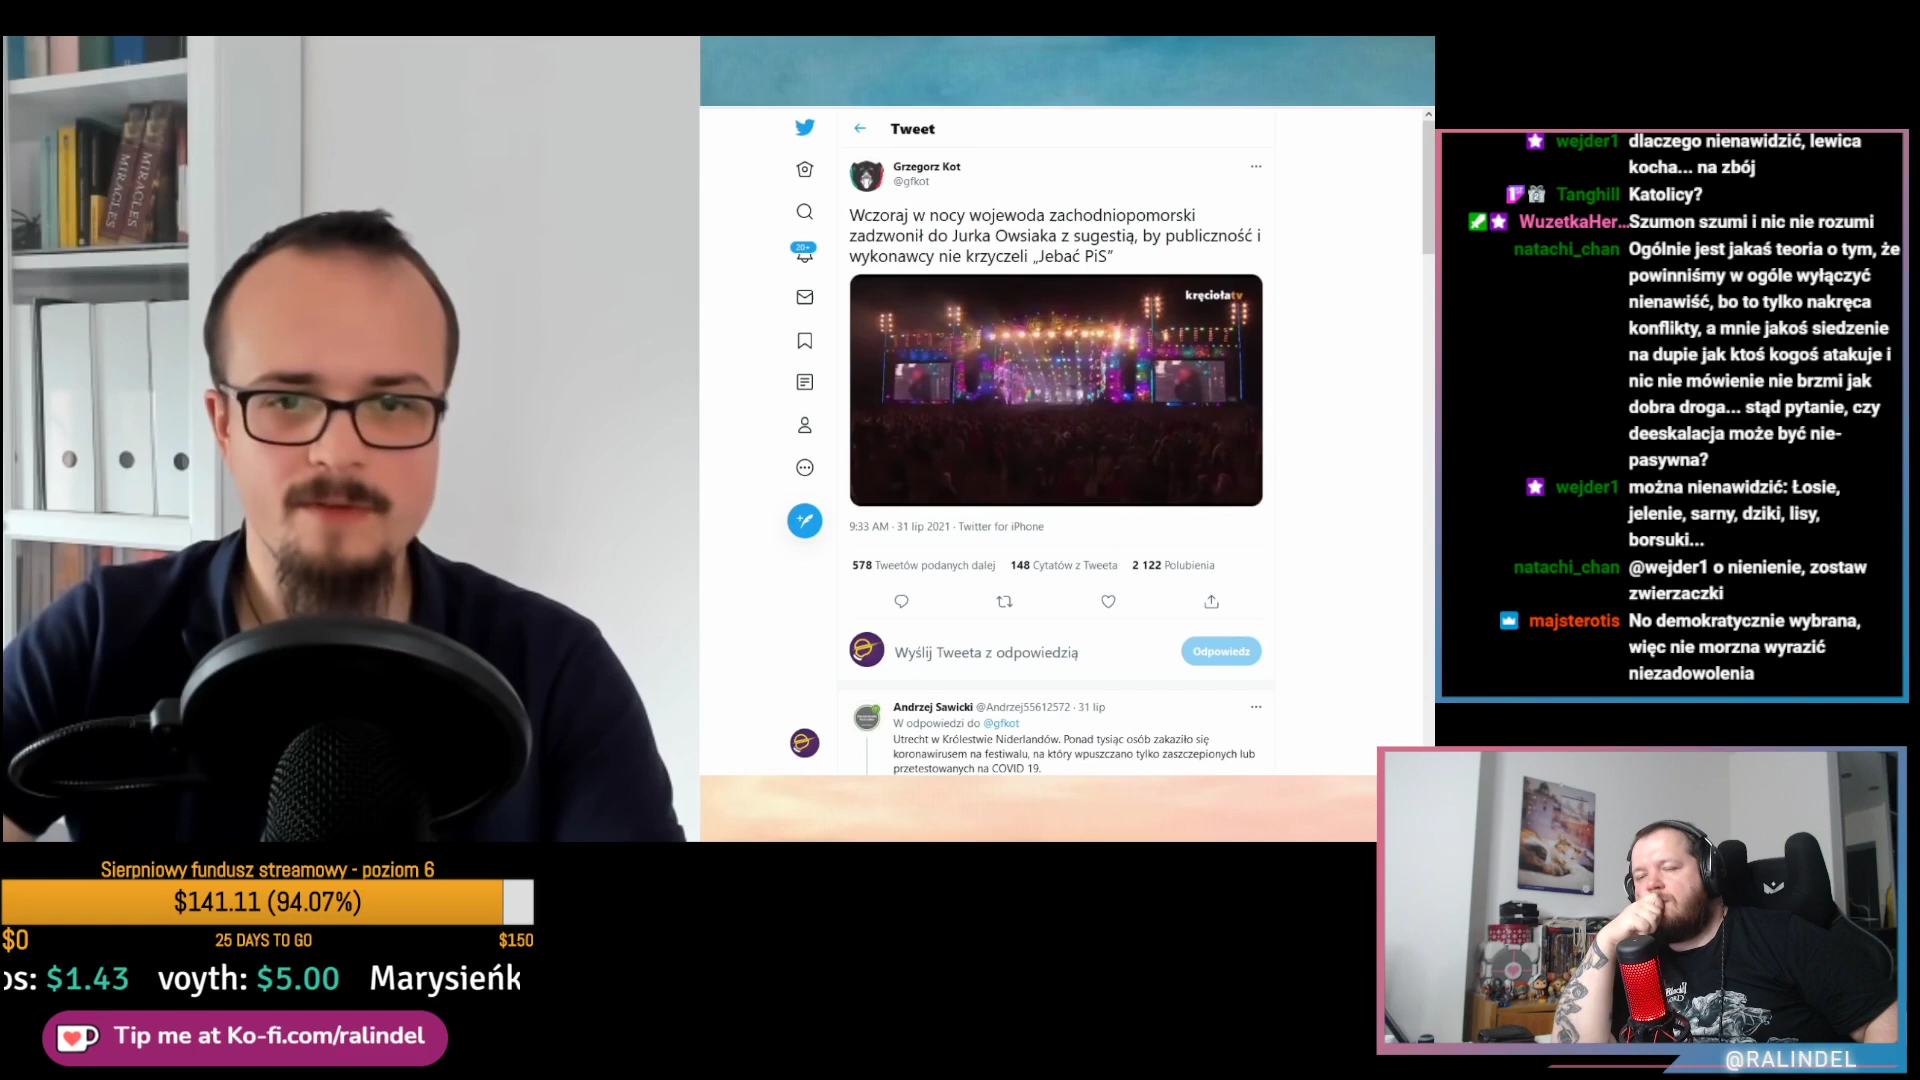 MIRACLES
MIRACLES
Tweet
Grzegorz Kot
@gfkot
Wczoraj w nocy wojewoda zachodniopomorski
zadzwonił do Jurka Owsiaka z sugestią, by publiczność i
wykonawcy nie krzyczeli „Jebać PiS”
kręciołatv
20+
9:33 AM · 31 lip 2021 · Twitter for iPhone
578 Tweetów podanych dalej 148 Cytatów z Tweeta 2 122 Polubienia
Wyślij Tweeta z odpowiedzią
Odpowiedz
Andrzej Sawicki @Andrzej55612572 · 31 lip
W odpowiedzi do @gfkot
Utrecht w Królestwie Niderlandów. Ponad tysiąc osób zakaziło się
koronawirusem na festiwalu, na który wpuszczano tylko zaszczepionych lub
przetestowanych na COVID 19.
wejder1 dlaczego nienawidzić, lewica
kocha... na zbój
Tanghill Katolicy?
WuzetkaHer... Szumon szumi i nic nie rozumi
natachi_chan Ogólnie jest jakaś teoria o tym, że
powinniśmy w ogóle wyłączyć
nienawiść, bo to tylko nakręca
konflikty, a mnie jakoś siedzenie
na dupie jak ktoś kogoś atakuje i
nic nie mówienie nie brzmi jak
dobra droga... stąd pytanie, czy
deeskalacja może być nie-
pasywna?
wejder1 można nienawidzić: Łosie,
jelenie, sarny, dziki, lisy,
borsuki...
natachi_chan @wejder1 o nienienie, zostaw
zwierzaczki
majsterotis No demokratycznie wybrana,
więc nie morzna wyrazić
niezadowolenia
Sierpniowy fundusz streamowy - poziom 6
$141.11 (94.07%)
$0 25 DAYS TO GO $150
os: $1.43 voyth: $5.00 Marysieńk
Tip me at Ko-fi.com/ralindel
@RALINDEL